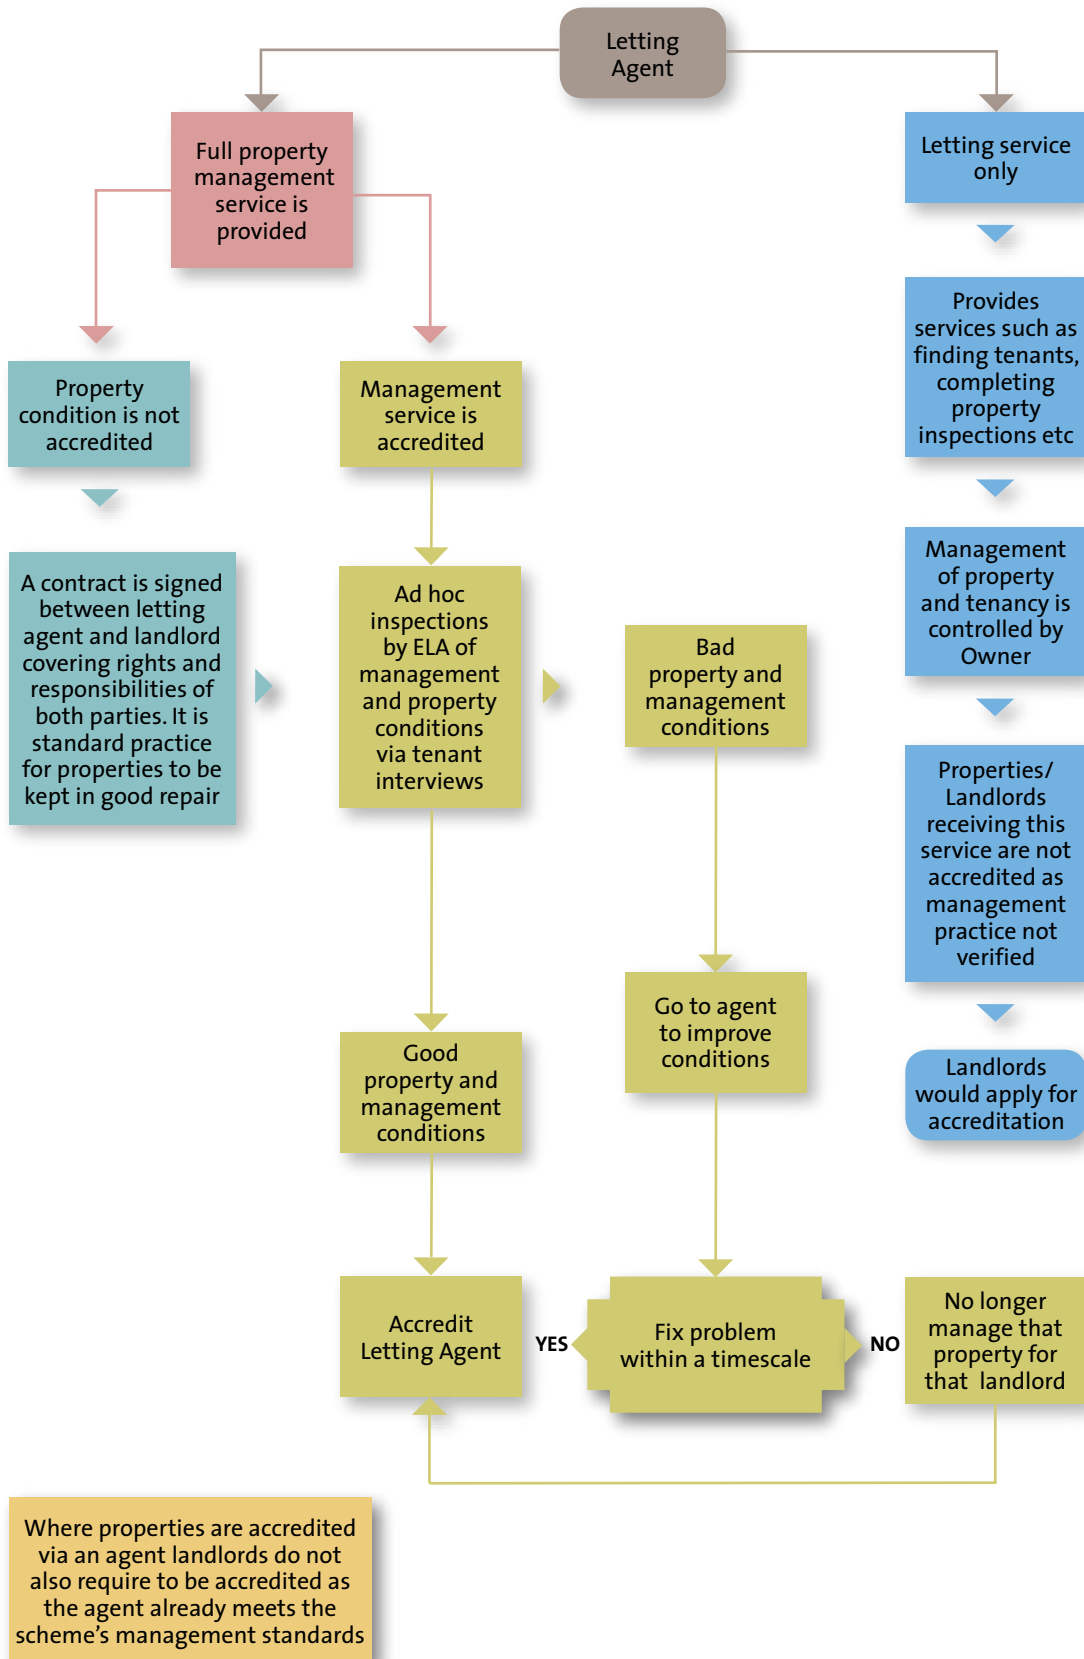 Letting
Agent
Full property
management
service is
provided
Letting service
only
Provides
services such as
finding tenants,
completing
property
inspections etc
Property
condition is not
accredited
Management
service is
accredited
Management
of property
and tenancy is
controlled by
Owner
A contract is signed
between letting
agent and landlord
covering rights and
responsibilities of
both parties. It is
standard practice
for properties to be
kept in good repair
Ad hoc
inspections
by ELA of
management
and property
conditions
via tenant
interviews
Bad
property and
management
conditions
Properties/
Landlords
receiving this
service are not
accredited as
management
practice not
verified
Go to agent
to improve
conditions
Good
property and
management
conditions
Landlords
would apply for
accreditation
Accredit
Letting Agent
YES
Fix problem
within a timescale
NO
No longer
manage that
property for
that landlord
Where properties are accredited
via an agent landlords do not
also require to be accredited as
the agent already meets the
scheme's management standards